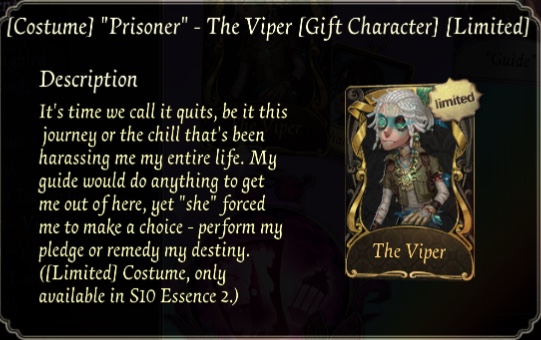 [Costume] "Prisoner" - The Viper [Gift Character] [Limited]
Description
It's time we call it quits, be it this
journey or the chill that's been
harassing me my entire life. My
guide would do anything to get
me out of here, yet "she" forced
me to make a choice - perform my
pledge or remedy my destiny.
([Limited] Costume, only
available in S10 Essence 2.)
limited
The Viper
"Guide"